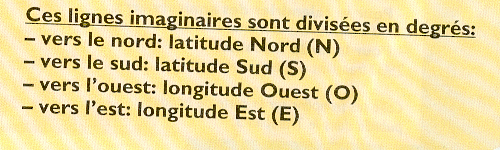 Ces lignes imaginaires sont divisées en degrés:
– vers le nord: latitude Nord (N)
– vers le sud: latitude Sud (S)
– vers l'ouest: longitude Ouest (O)
– vers l'est: longitude Est (E)